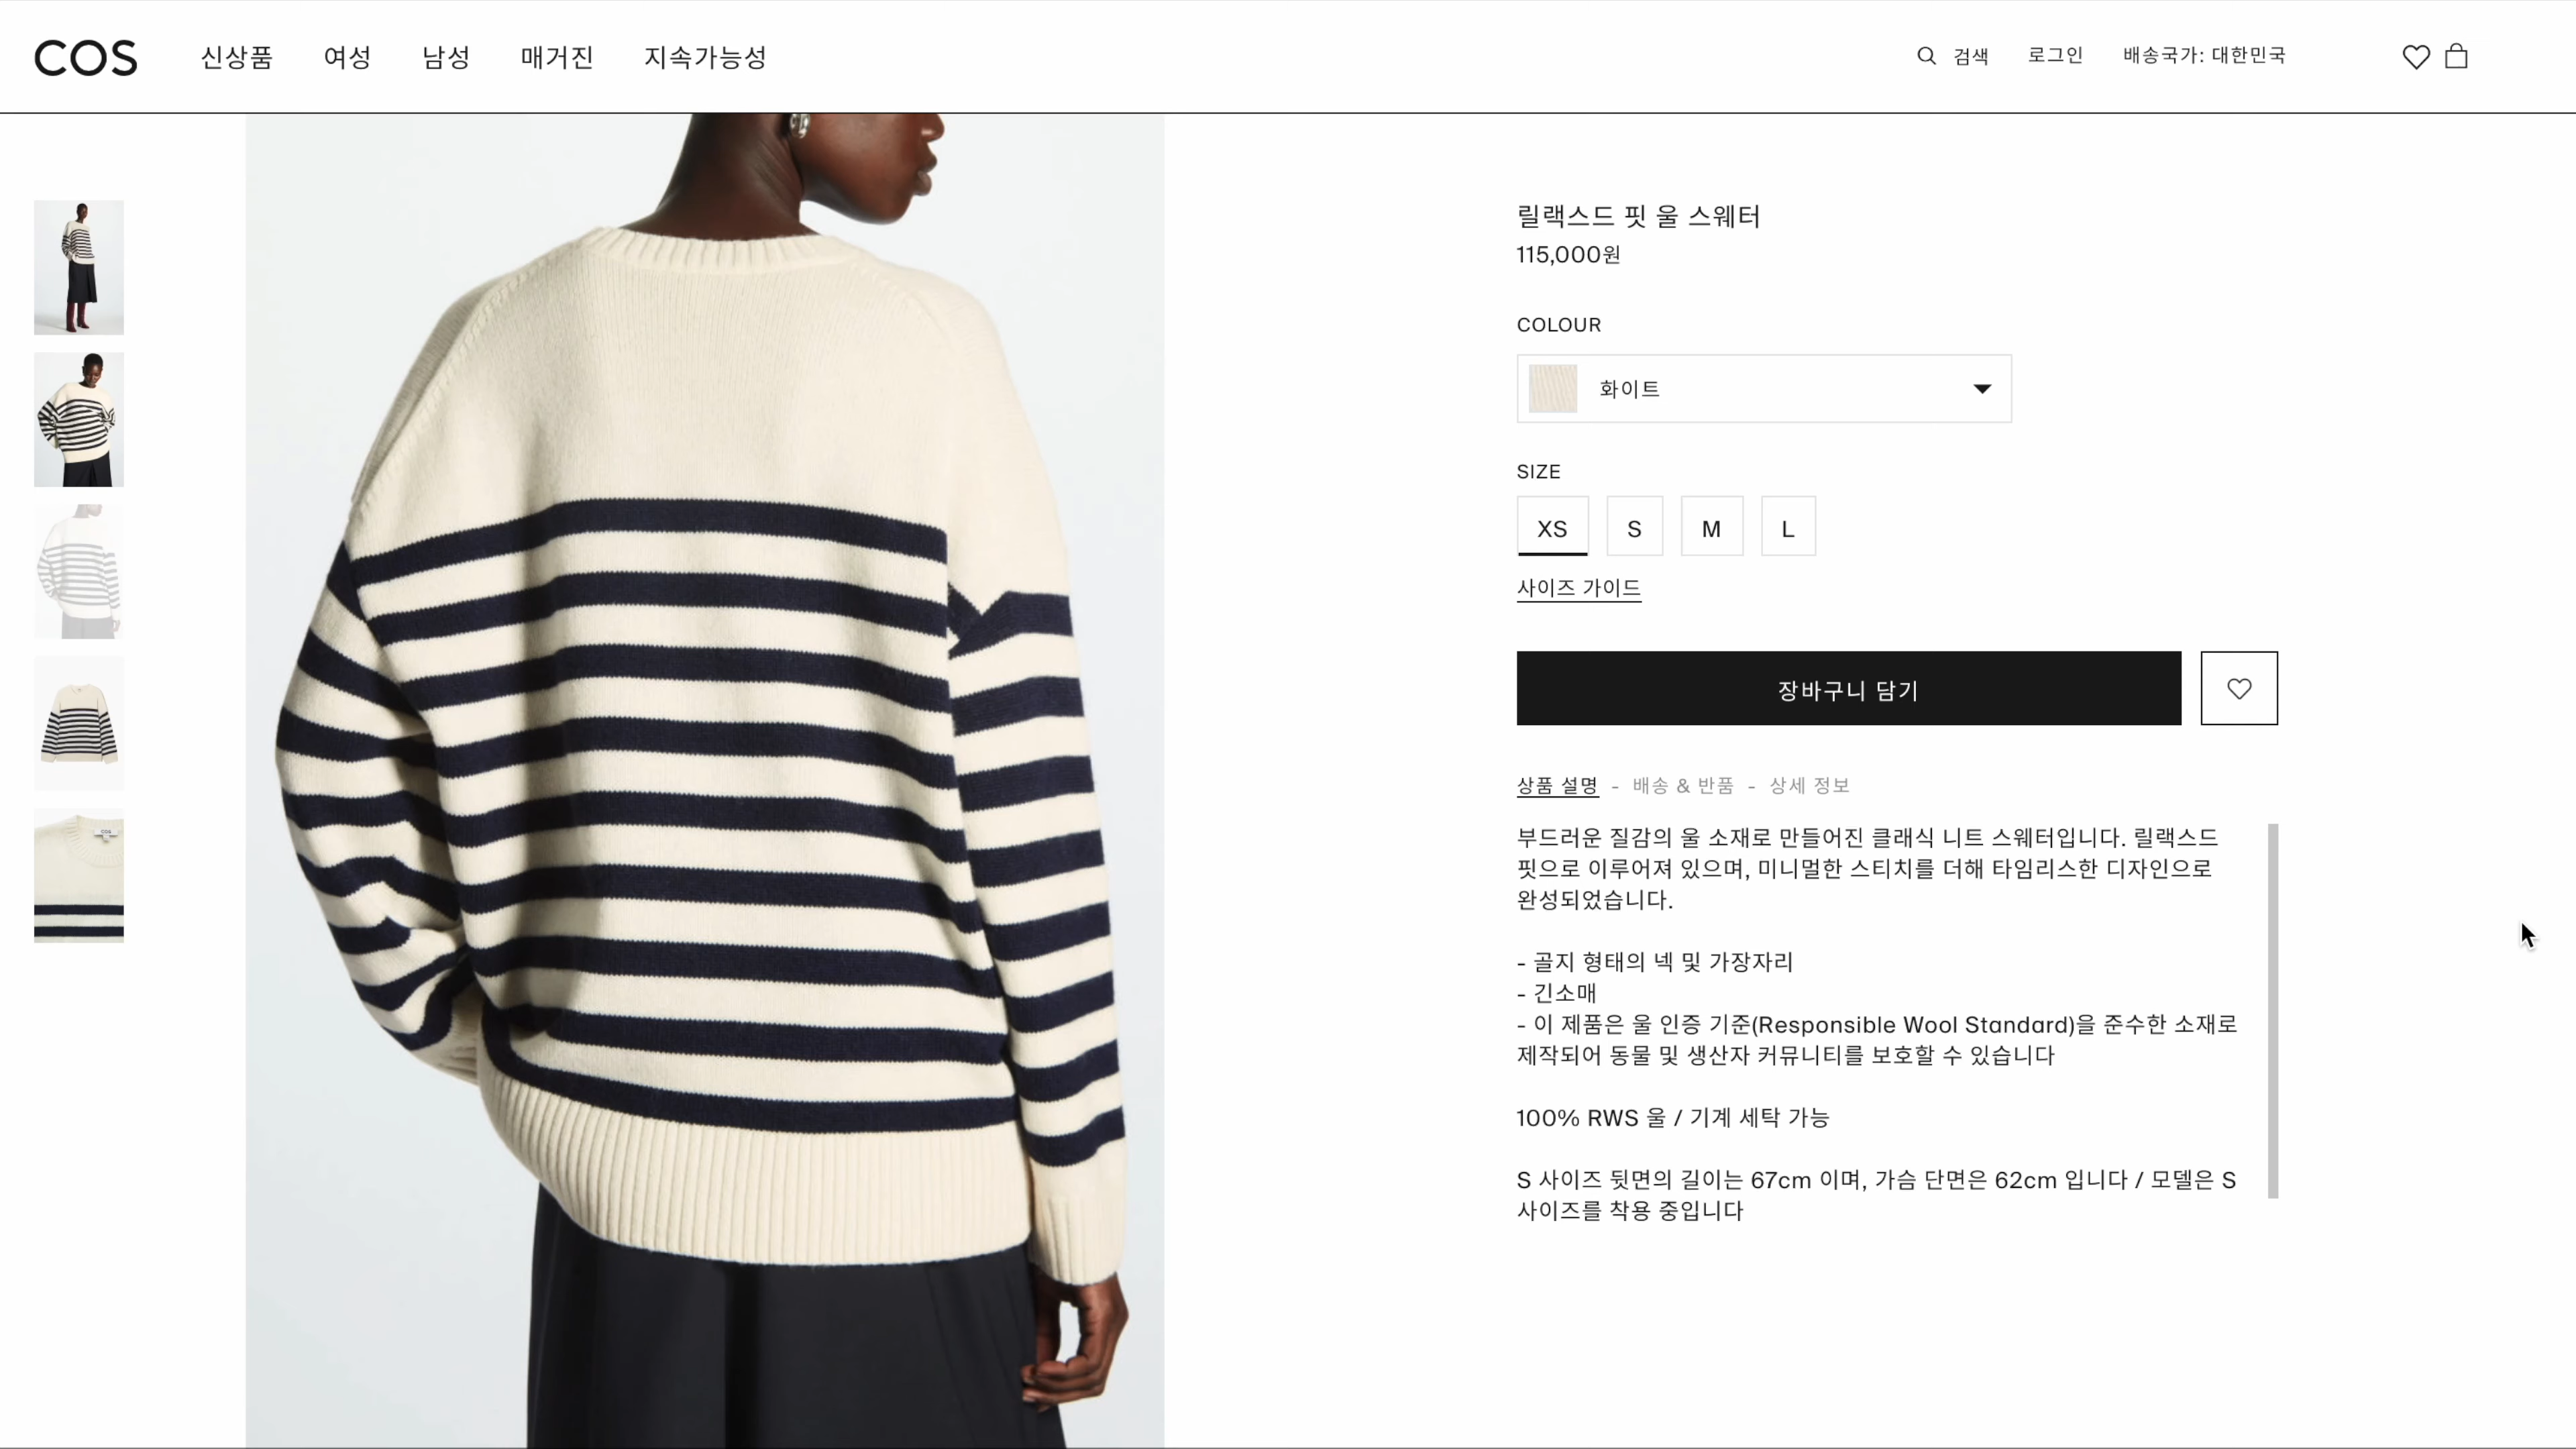 COS 신상품 여성 남성 매거진 지속가능성 검색 로그인 배송국가: 대한민국
릴랙스드 핏 울 스웨터
115,000원
COLOUR
화이트
SIZE
XS S M L
사이즈 가이드
장바구니 담기
상품 설명 - 배송 & 반품 - 상세 정보
부드러운 질감의 울 소재로 만들어진 클래식 니트 스웨터입니다. 릴랙스드
핏으로 이루어져 있으며, 미니멀한 스티치를 더해 타임리스한 디자인으로
완성되었습니다.
- 골지 형태의 넥 및 가장자리
- 긴소매
- 이 제품은 울 인증 기준(Responsible Wool Standard)을 준수한 소재로
제작되어 동물 및 생산자 커뮤니티를 보호할 수 있습니다
100% RWS 울 / 기계 세탁 가능
S 사이즈 뒷면의 길이는 67cm 이며, 가슴 단면은 62cm 입니다 / 모델은 S
사이즈를 착용 중입니다
COS